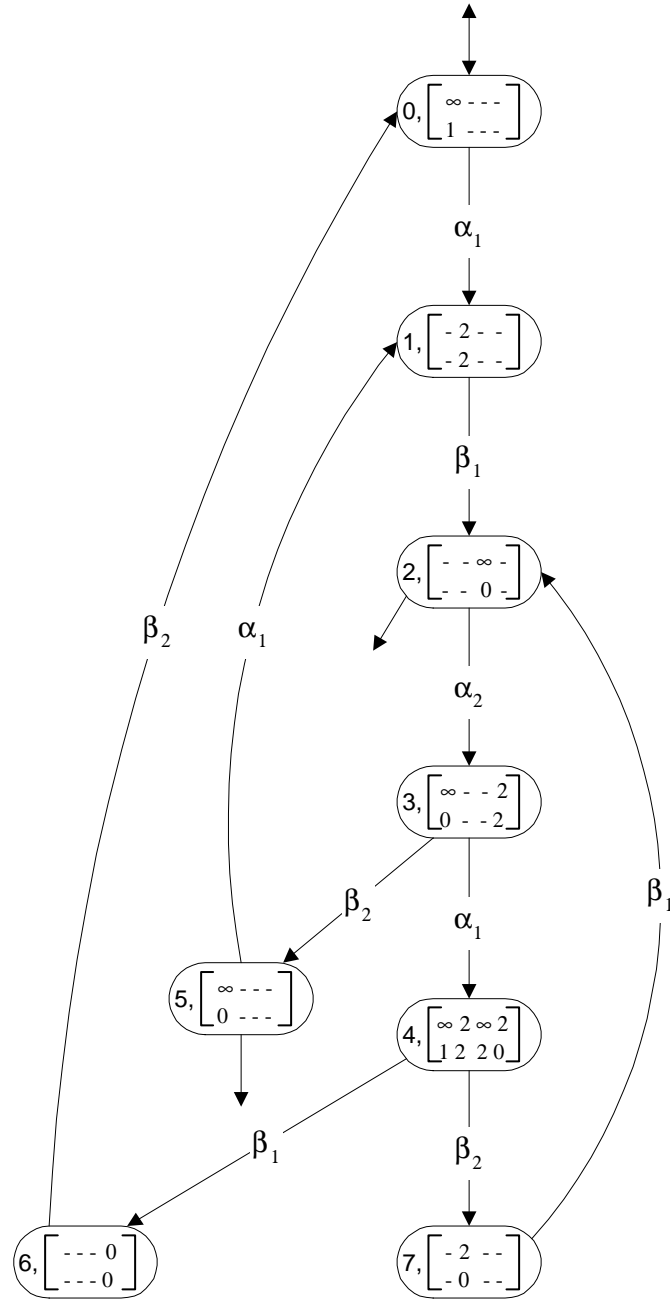 0, [ ∞ - - -
1 - - - ]
α₁
1, [ - 2 - -
- 2 - - ]
β₁
2, [ - - ∞ -
- - 0 - ]
β₂
α₁
α₂
3, [ ∞ - - 2
0 - - 2 ]
β₂
α₁
β₁
5, [ ∞ - - -
0 - - - ]
4, [ ∞ 2 ∞ 2
1 2 2 0 ]
β₁
β₂
6, [ - - - 0
- - - 0 ]
7, [ - 2 - -
- 0 - - ]